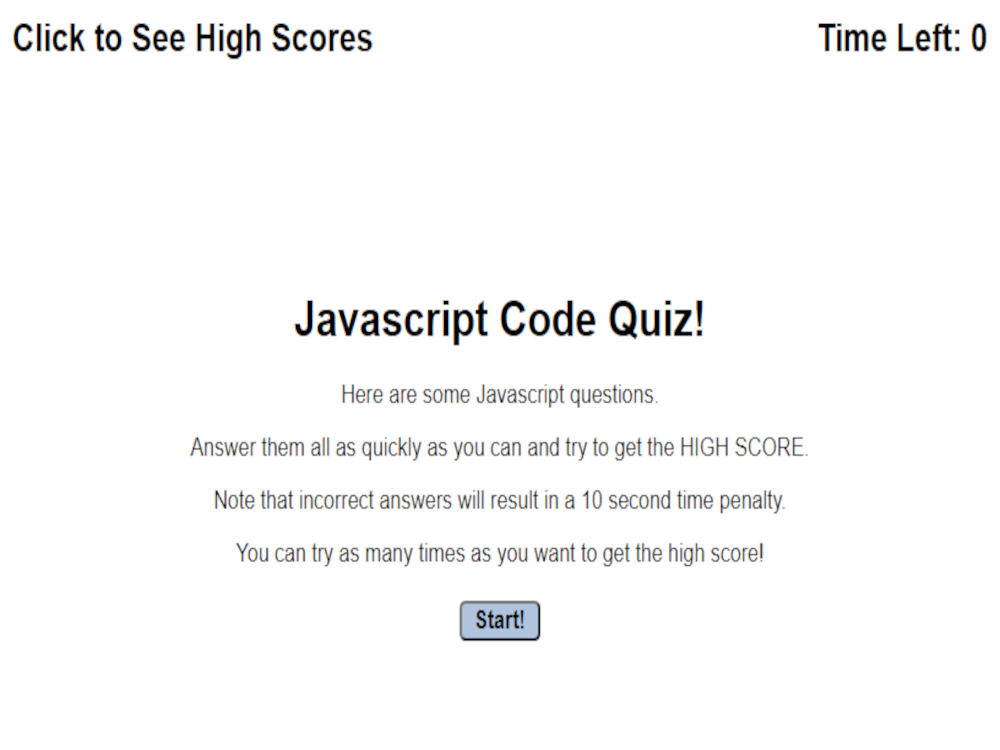 Click to See High Scores
Time Left: 0
Javascript Code Quiz!
Here are some Javascript questions.
Answer them all as quickly as you can and try to get the HIGH SCORE.
Note that incorrect answers will result in a 10 second time penalty.
You can try as many times as you want to get the high score!
Start!